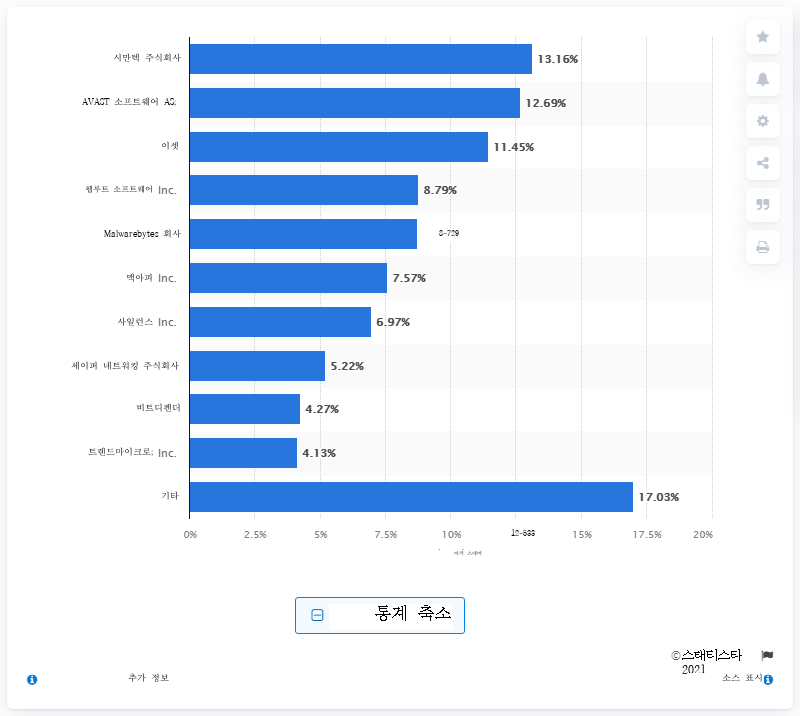 시만텍 주식회사
13.16%
AVAST 소프트웨어 AS;
12.69%
이셋
11.45%
웹루트 소프트웨어 Inc.
8.79%
Malwarebytes 회사
8-729
맥아피 Inc.
7.57%
사일런스 Inc.
6.97%
세이퍼 네트워킹 주식회사
5.22%
비트디펜더
4.27%
트렌드마이크로; Inc.
4.13%
기타
17.03%
0% 2.5% 5% 7.5% 10% 12-533 15% 17.5% 20%
통계 축소
©스태티스타
2021
추가 정보
소스 표시